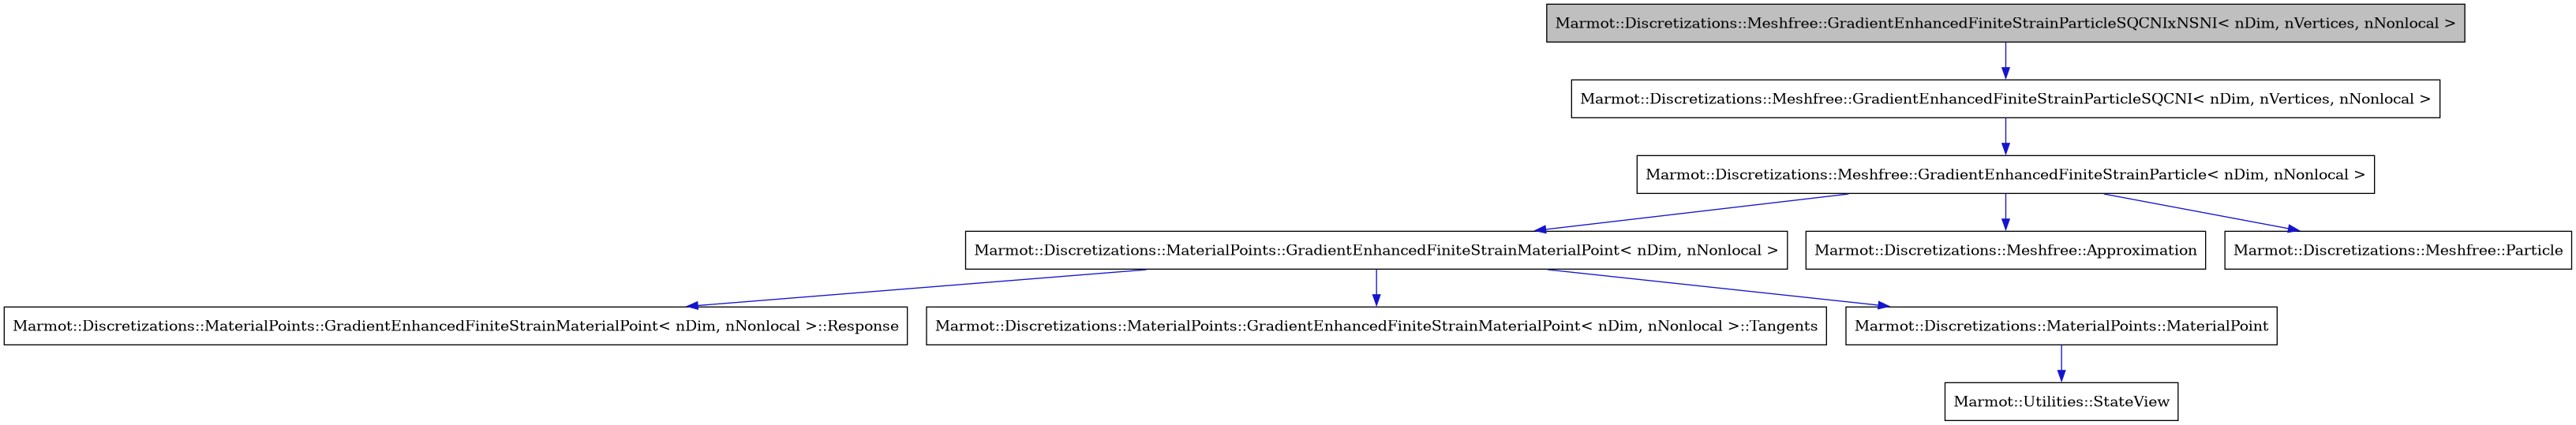 Marmot::Discretizations::Meshfree::GradientEnhancedFiniteStrainParticleSQCNIxNSNI< nDim, nVertices, nNonlocal >
Marmot::Discretizations::Meshfree::GradientEnhancedFiniteStrainParticleSQCNI< nDim, nVertices, nNonlocal >
Marmot::Discretizations::Meshfree::GradientEnhancedFiniteStrainParticle< nDim, nNonlocal >
Marmot::Discretizations::MaterialPoints::GradientEnhancedFiniteStrainMaterialPoint< nDim, nNonlocal >
Marmot::Discretizations::Meshfree::Approximation
Marmot::Discretizations::Meshfree::Particle
Marmot::Discretizations::MaterialPoints::GradientEnhancedFiniteStrainMaterialPoint< nDim, nNonlocal >::Response
Marmot::Discretizations::MaterialPoints::GradientEnhancedFiniteStrainMaterialPoint< nDim, nNonlocal >::Tangents
Marmot::Discretizations::MaterialPoints::MaterialPoint
Marmot::Utilities::StateView